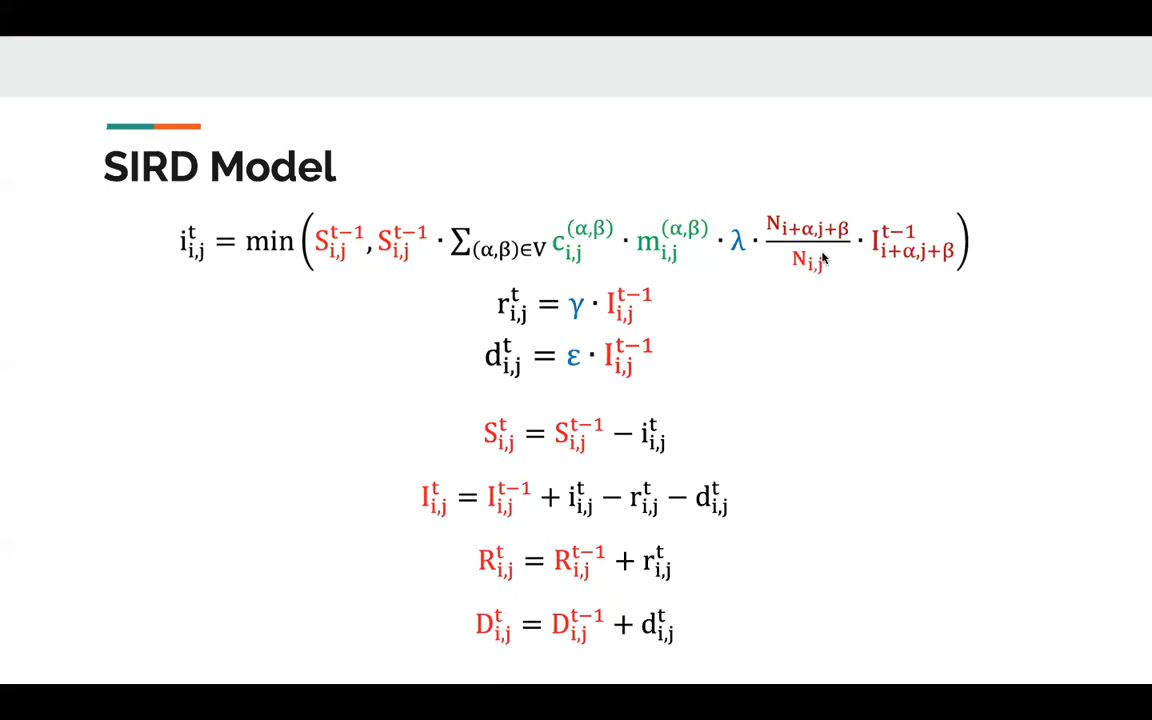 SIRD Model
i^t_{i,j} = min(S^{t−1}_{i,j}, S^{t−1}_{i,j} · ∑_{(α,β)∈V} c^{(α,β)}_{i,j} · m^{(α,β)}_{i,j} · λ · N_{i+α,j+β}/N_{i,j} · I^{t−1}_{i+α,j+β})
r^t_{i,j} = γ · I^{t−1}_{i,j}
d^t_{i,j} = ε · I^{t−1}_{i,j}
S^t_{i,j} = S^{t−1}_{i,j} − i^t_{i,j}
I^t_{i,j} = I^{t−1}_{i,j} + i^t_{i,j} − r^t_{i,j} − d^t_{i,j}
R^t_{i,j} = R^{t−1}_{i,j} + r^t_{i,j}
D^t_{i,j} = D^{t−1}_{i,j} + d^t_{i,j}